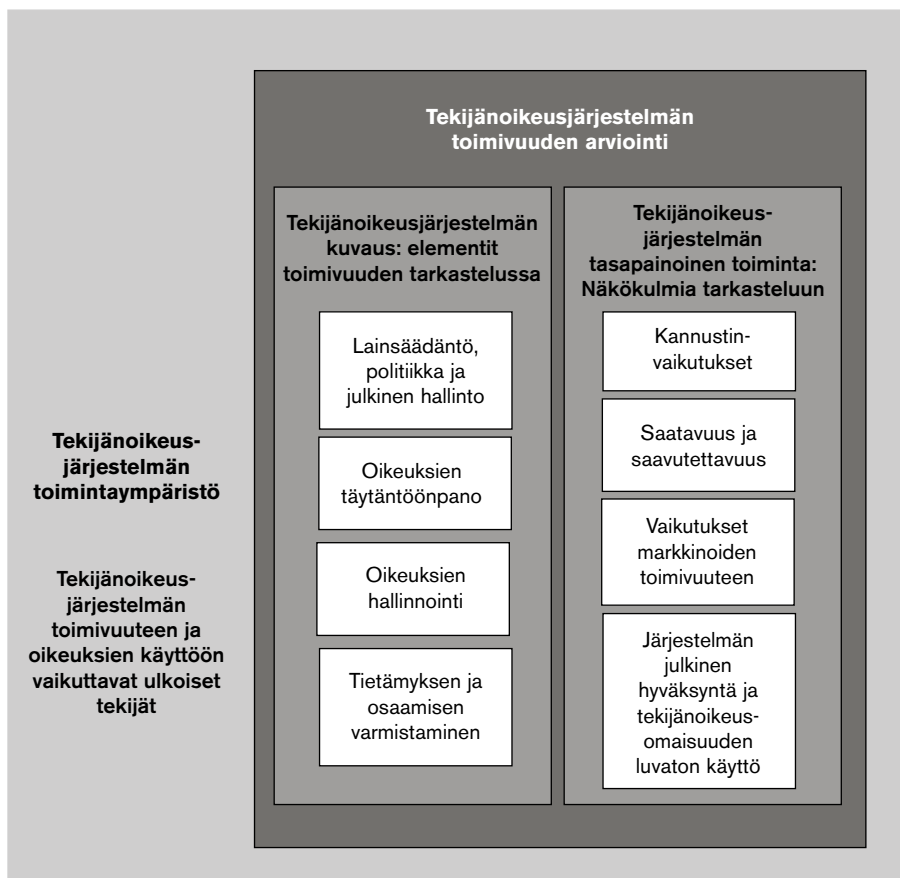 Tekijänoikeusjärjestelmän
toimivuuden arviointi
Tekijänoikeusjärjestelmän
kuvaus: elementit
toimivuuden tarkastelussa
Lainsäädäntö,
politiikka ja
julkinen hallinto
Oikeuksien
täytäntöönpano
Oikeuksien
hallinnointi
Tietämyksen ja
osaamisen
varmistaminen
Tekijänoikeus-
järjestelmän
tasapainoinen toiminta:
Näkökulmia tarkasteluun
Kannustin-
vaikutukset
Saatavuus ja
saavutettavuus
Vaikutukset
markkinoiden
toimivuuteen
Järjestelmän
julkinen
hyväksyntä ja
tekijänoikeus-
omaisuuden
luvaton käyttö
Tekijänoikeus-
järjestelmän
toimintaympäristö
Tekijänoikeus-
järjestelmän
toimivuuteen ja
oikeuksien käyttöön
vaikuttavat ulkoiset
tekijät